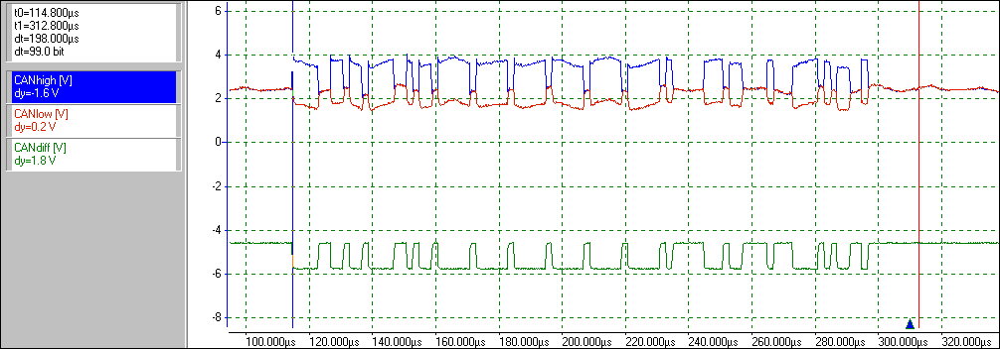 t0=114.800µs
t1=312.800µs
dt=198.000µs
dt=99.0 bit
CANhigh [V]
dy=-1.6 V
CANlow [V]
dy=0.2 V
CANdiff [V]
dy=1.8 V
6
4
2
0
-2
-4
-6
-8
100.000µs 120.000µs 140.000µs 160.000µs 180.000µs 200.000µs 220.000µs 240.000µs 260.000µs 280.000µs 300.000µs 320.000µs